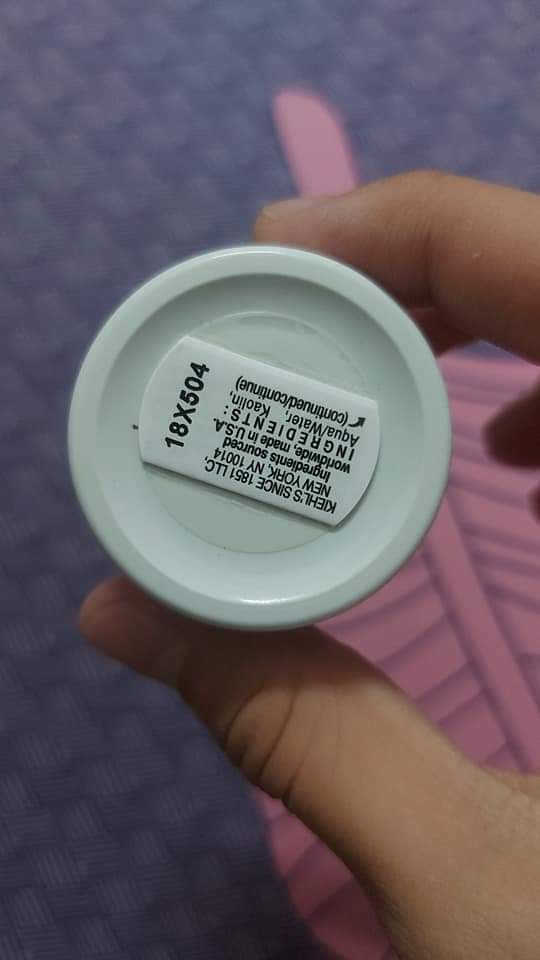 KIEHL'S SINCE 1851 LLC,
NEW YORK, NY 10014,
Ingredients sourced
worldwide, made in U.S.A.
INGREDIENTS:
Aqua/Water, Kaolin,
(continued/continue)
18X504